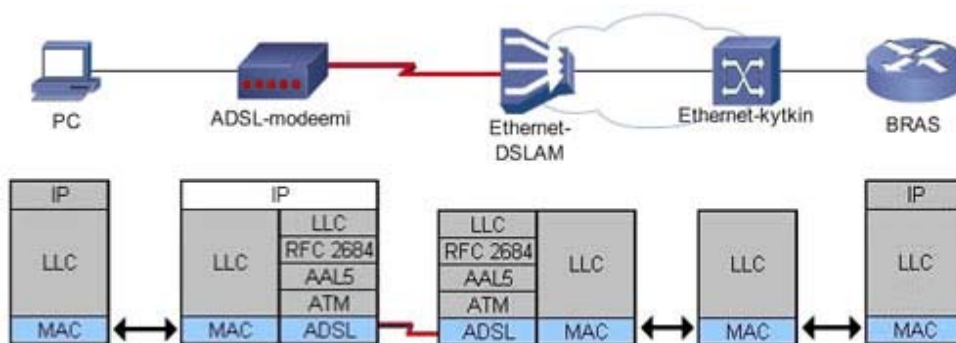 PC
ADSL-modeemi
Ethernet-
DSLAM
Ethernet-kytkin
BRAS
IP
LLC
MAC
IP
LLC
MAC
LLC
RFC 2684
AAL5
ATM
ADSL
LLC
RFC 2684
AAL5
ATM
ADSL
LLC
MAC
LLC
MAC
IP
LLC
MAC